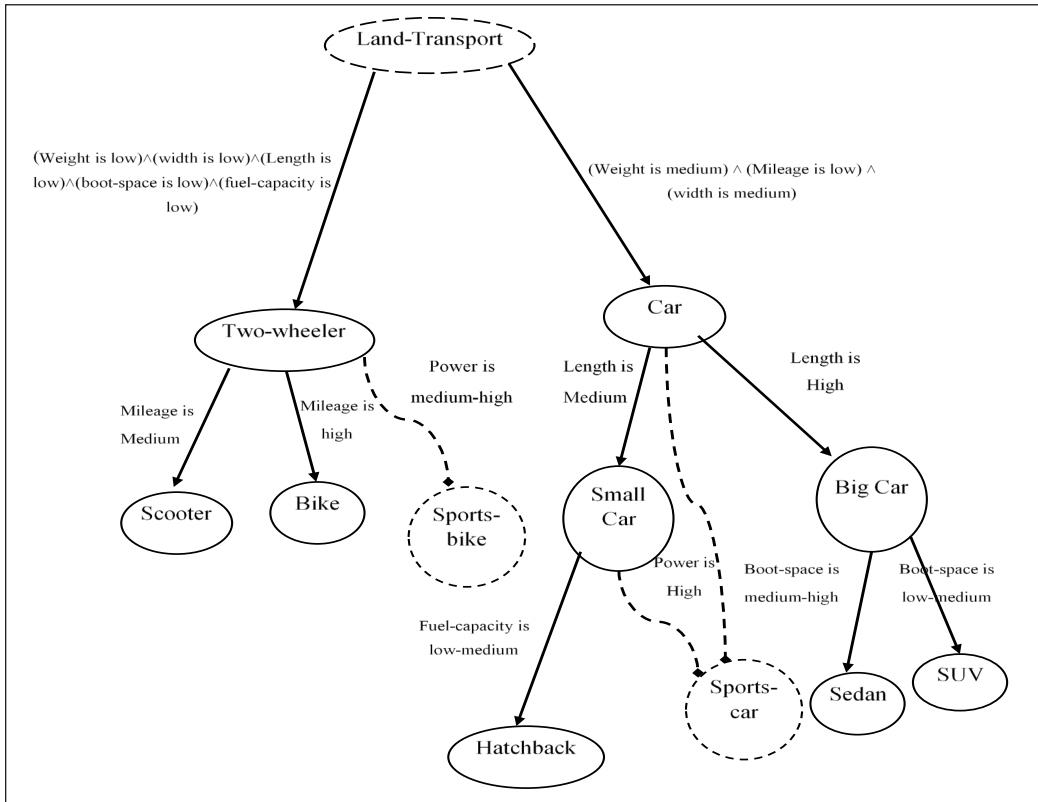 Land-Transport
(Weight is low)^(width is low)^(Length is
low)^(boot-space is low)^(fuel-capacity is
low)
(Weight is medium) ^ (Mileage is low) ^
(width is medium)
Two-wheeler
Car
Mileage is
Medium
Mileage is
high
Power is
medium-high
Length is
Medium
Length is
High
Scooter
Bike
Sports-
bike
Small
Car
Big Car
Fuel-capacity is
low-medium
Power is
High
Boot-space is
medium-high
Boot-space is
low-medium
Hatchback
Sports-
car
Sedan
SUV